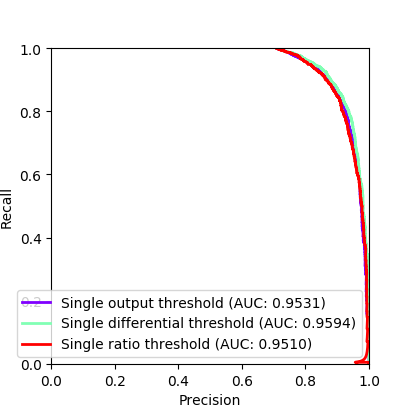 1.0
0.8
0.6
0.4
0.2
0.0
Recall
Single output threshold (AUC: 0.9531)
Single differential threshold (AUC: 0.9594)
Single ratio threshold (AUC: 0.9510)
0.0 0.2 0.4 0.6 0.8 1.0
Precision